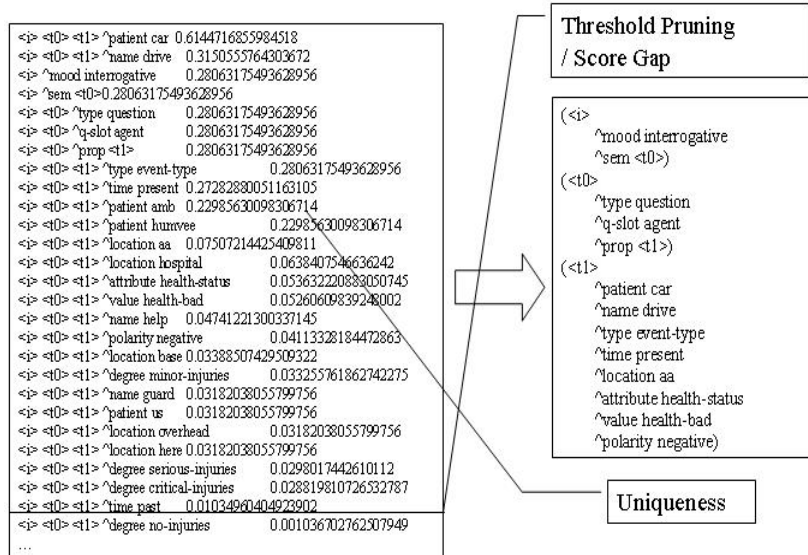 <i> <t0> <t1> ^patient car 0.6144716855984518
<i> <t0> <t1> ^name drive 0.3150555764303672
<i> ^mood interrogative 0.28063175493628956
<i> ^sem <t0>0.28063175493628956
<i> <t0> ^type question 0.28063175493628956
<i> <t0> ^q-slot agent 0.28063175493628956
<i> <t0> ^prop <t1> 0.28063175493628956
<i> <t0> <t1> ^type event-type 0.28063175493628956
<i> <t0> <t1> ^time present 0.27282880051163105
<i> <t0> <t1> ^patient amb 0.22985630098306714
<i> <t0> <t1> ^patient humvee 0.22985630098306714
<i> <t0> <t1> ^location aa 0.07507214425409811
<i> <t0> <t1> ^location hospital 0.0638407546636242
<i> <t0> <t1> ^attribute health-status 0.053632220883050745
<i> <t0> <t1> ^value health-bad 0.05260609839248002
<i> <t0> <t1> ^name help 0.04741221300337145
<i> <t0> <t1> ^polarity negative 0.04113328184472863
<i> <t0> <t1> ^location base 0.03388507429509322
<i> <t0> <t1> ^degree minor-injuries 0.033255761862742275
<i> <t0> <t1> ^name guard 0.03182038055799756
<i> <t0> <t1> ^patient us 0.03182038055799756
<i> <t0> <t1> ^location overhead 0.03182038055799756
<i> <t0> <t1> ^location here 0.03182038055799756
<i> <t0> <t1> ^degree serious-injuries 0.0298017442610112
<i> <t0> <t1> ^degree critical-injuries 0.028819810726532787
<i> <t0> <t1> ^time past 0.01034960404923902
<i> <t0> <t1> ^degree no-injuries 0.001036702762507949
...
Threshold Pruning
/ Score Gap
(<i>
^mood interrogative
^sem <t0>)
(<t0>
^type question
^q-slot agent
^prop <t1>)
(<t1>
^patient car
^name drive
^type event-type
^time present
^location aa
^attribute health-status
^value health-bad
^polarity negative)
Uniqueness